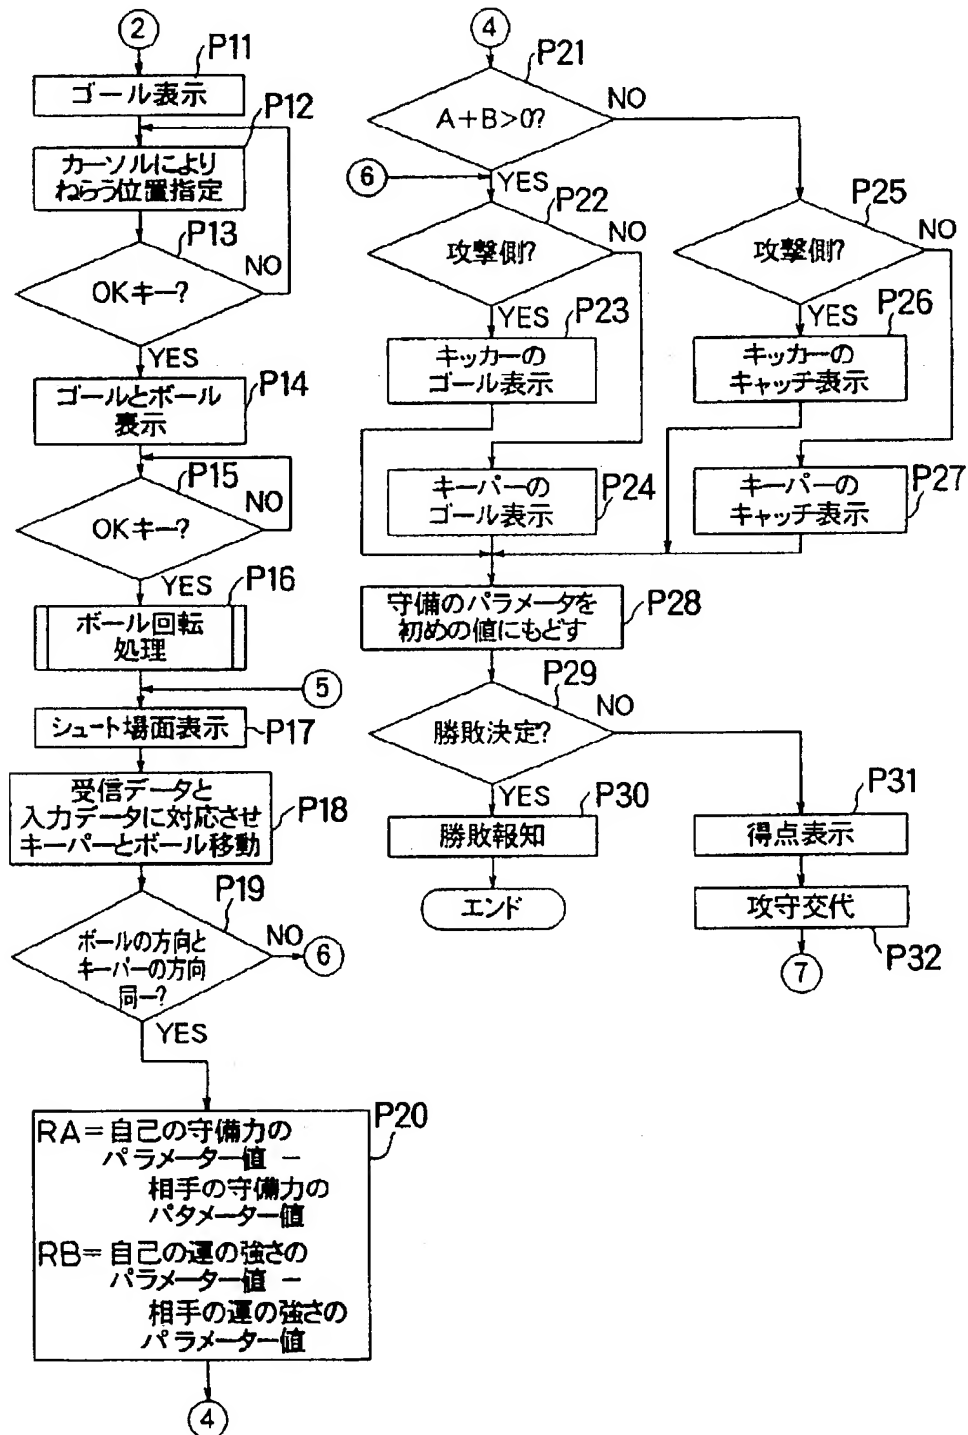 2
P11
ゴール表示
P12
カーソルにより
ねらう位置指定
P13
OKキー?
NO
YES
ゴールとボール
表示
P14
P15
OKキー?
NO
YES
P16
ボール回転
処理
5
シュート場面表示
P17
受信データと
入力データに対応させ
キーパーとボール移動
P18
P19
ボールの方向と
キーパーの方向
同一?
NO
6
YES
P20
RA=自己の守備力の
パラメーター値 −
相手の守備力の
パタメーター値
RB=自己の運の強さの
パラメーター値 −
相手の運の強さの
パラメーター値
4
4
P21
A+B>0?
NO
6
YES
P22
攻撃側?
NO
YES
P23
キッカーの
ゴール表示
キーパーの
ゴール表示
P24
P25
攻撃側?
NO
YES
P26
キッカーの
キャッチ表示
キーパーの
キャッチ表示
P27
守備のパラメータを
初めの値にもどす
P28
P29
勝敗決定?
NO
YES
P30
勝敗報知
エンド
P31
得点表示
攻守交代
P32
7